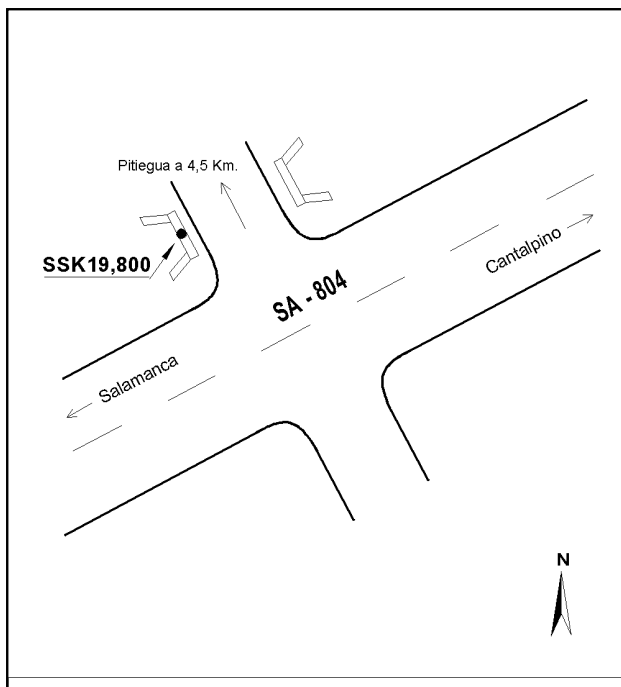 Pitiegua a 4,5 Km.
SSK19,800
Cantalpino
SA - 804
Salamanca
N